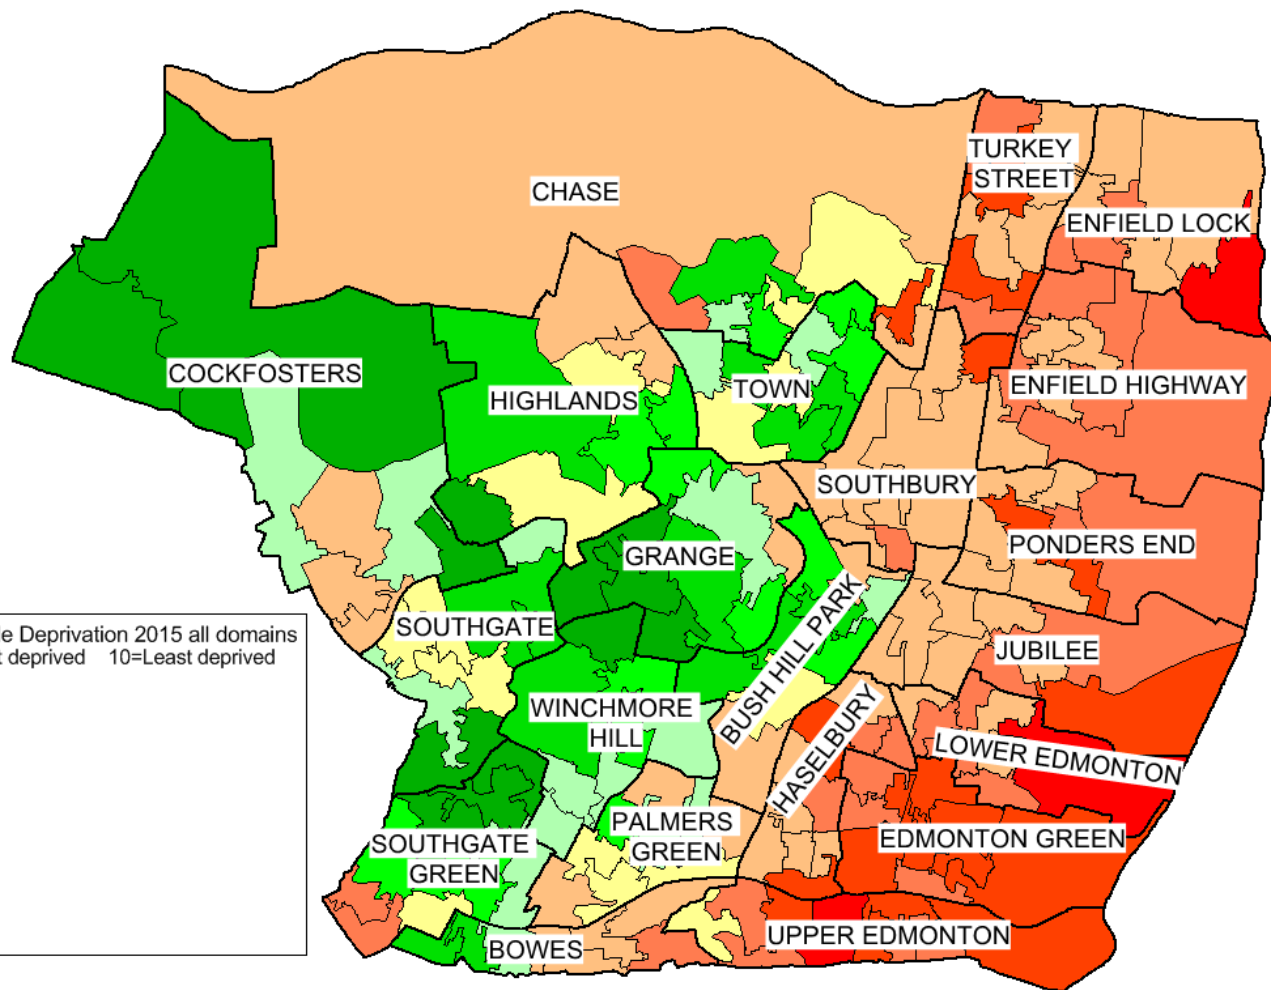 TURKEY
STREET
CHASE
ENFIELD LOCK
COCKFOSTERS
HIGHLANDS
TOWN
ENFIELD HIGHWAY
SOUTHBURY
GRANGE
PONDERS END
BUSH HILL PARK
le Deprivation 2015 all domains
t deprived 10=Least deprived
SOUTHGATE
JUBILEE
WINCHMORE
HILL
HASELBURY
LOWER EDMONTON
PALMERS
GREEN
EDMONTON GREEN
SOUTHGATE
GREEN
BOWES
UPPER EDMONTON